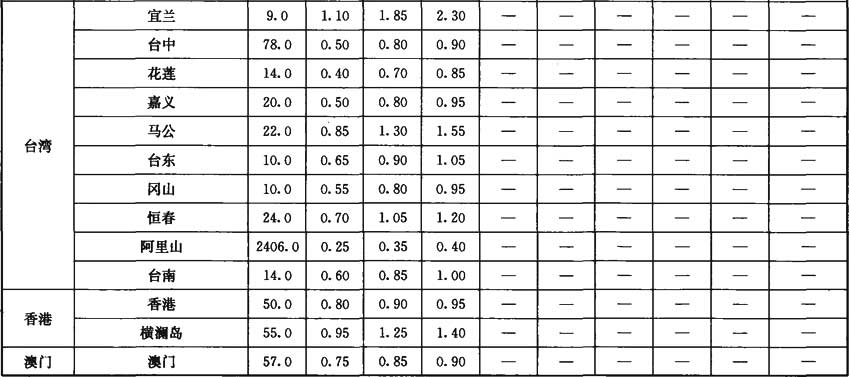 宜兰 9.0 1.10 1.85 2.30 — — — — — —
台中 78.0 0.50 0.80 0.90 — — — — — —
花莲 14.0 0.40 0.70 0.85 — — — — — —
嘉义 20.0 0.50 0.80 0.95 — — — — — —
台湾 马公 22.0 0.85 1.30 1.55 — — — — — —
台东 10.0 0.65 0.90 1.05 — — — — — —
冈山 10.0 0.55 0.80 0.95 — — — — — —
恒春 24.0 0.70 1.05 1.20 — — — — — —
阿里山 2406.0 0.25 0.35 0.40 — — — — — —
台南 14.0 0.60 0.85 1.00 — — — — — —
香港 香港 50.0 0.80 0.90 0.95 — — — — — —
横澜岛 55.0 0.95 1.25 1.40 — — — — — —
澳门 澳门 57.0 0.75 0.85 0.90 — — — — — —